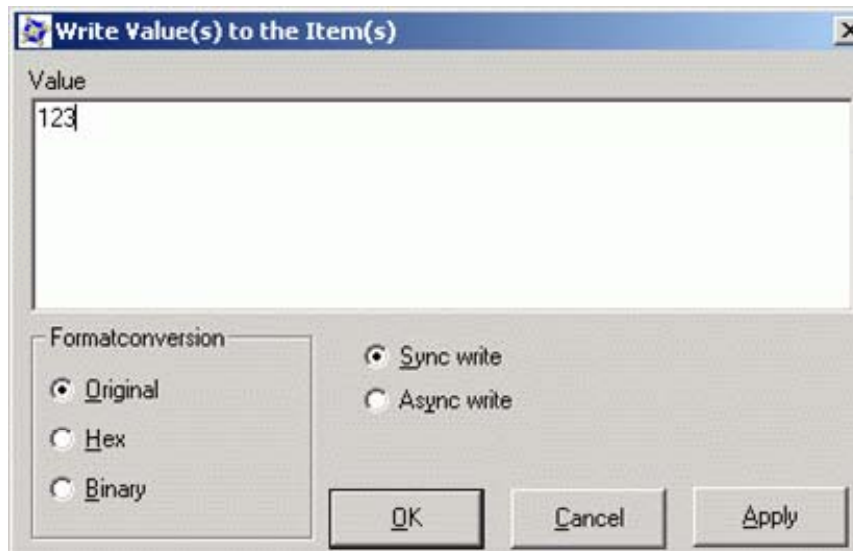 Write Value(s) to the Item(s)
Value
123
Formatconversion
Original
Hex
Binary
Sync write
Async write
OK
Cancel
Apply